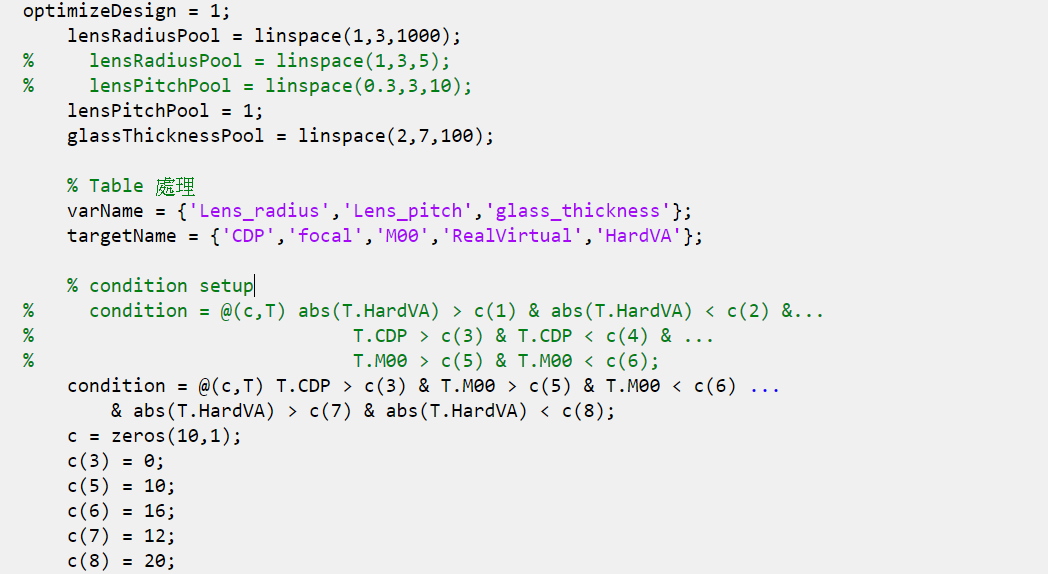 optimizeDesign = 1;
lensRadiusPool = linspace(1,3,1000);
% lensRadiusPool = linspace(1,3,5);
% lensPitchPool = linspace(0.3,3,10);
lensPitchPool = 1;
glassThicknessPool = linspace(2,7,100);
% Table 處理
varName = {'Lens_radius','Lens_pitch','glass_thickness'};
targetName = {'CDP','focal','M00','RealVirtual','HardVA'};
% condition setup
% condition = @(c,T) abs(T.HardVA) > c(1) & abs(T.HardVA) < c(2) &...
% T.CDP > c(3) & T.CDP < c(4) & ...
% T.M00 > c(5) & T.M00 < c(6);
condition = @(c,T) T.CDP > c(3) & T.M00 > c(5) & T.M00 < c(6) ...
& abs(T.HardVA) > c(7) & abs(T.HardVA) < c(8);
c = zeros(10,1);
c(3) = 0;
c(5) = 10;
c(6) = 16;
c(7) = 12;
c(8) = 20;